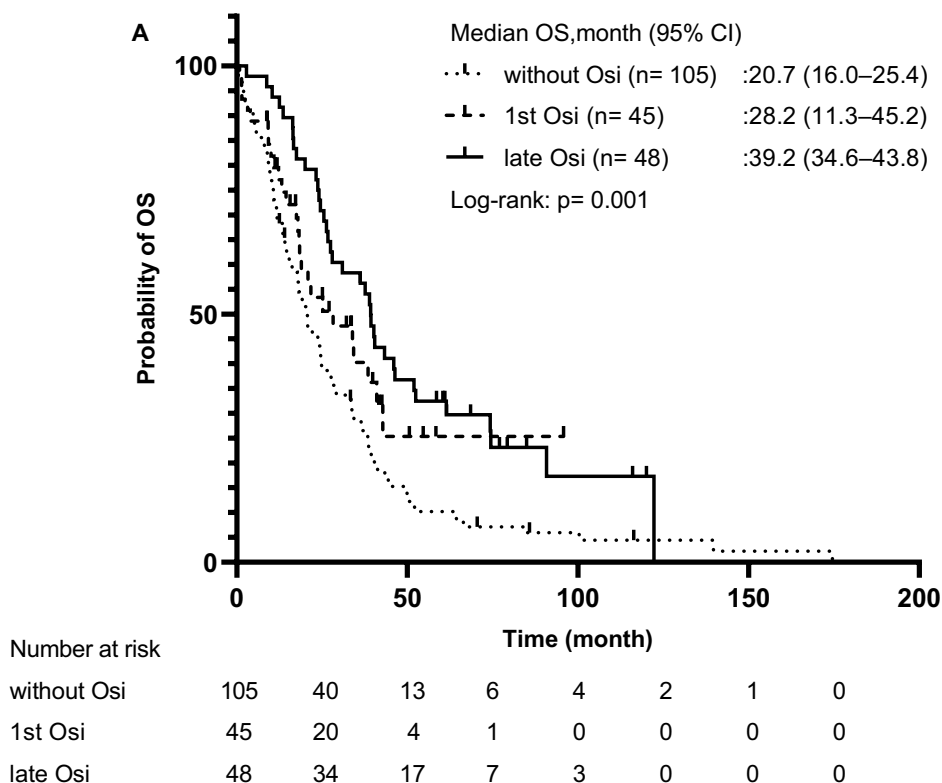 A
Median OS,month (95% CI)
without Osi (n= 105) :20.7 (16.0–25.4)
1st Osi (n= 45) :28.2 (11.3–45.2)
late Osi (n= 48) :39.2 (34.6–43.8)
Log-rank: p= 0.001
Probability of OS
100
50
0
0 50 100 150 200
Time (month)
Number at risk
without Osi 105 40 13 6 4 2 1 0
1st Osi 45 20 4 1 0 0 0 0
late Osi 48 34 17 7 3 0 0 0